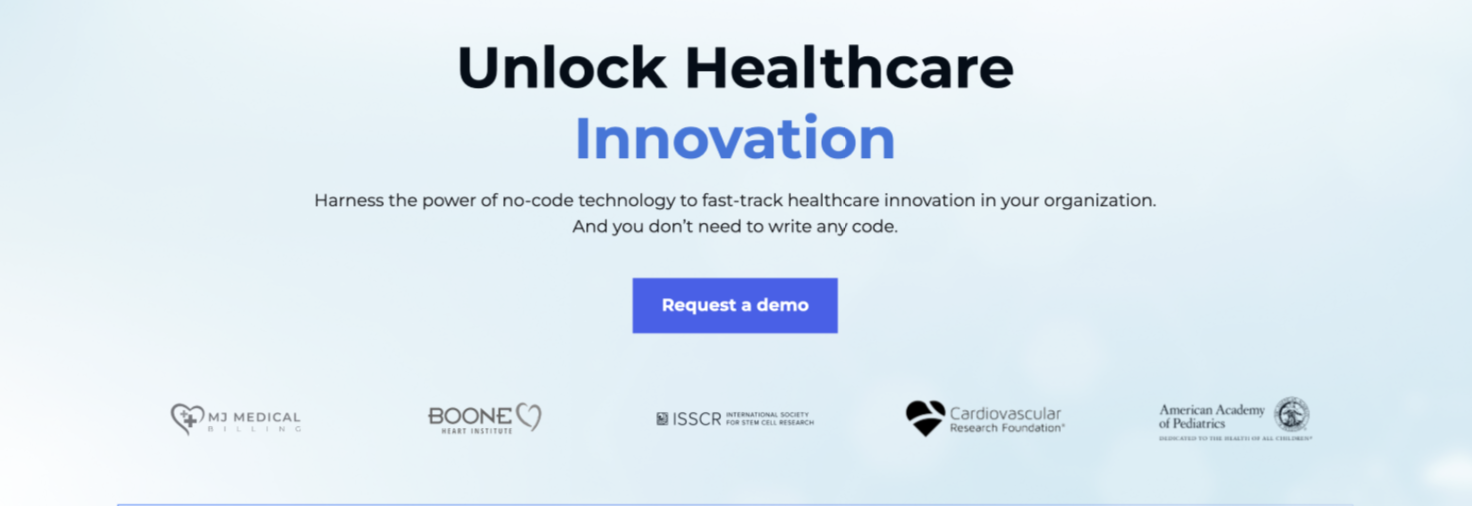 Unlock Healthcare
Innovation
Harness the power of no-code technology to fast-track healthcare innovation in your organization.
And you don’t need to write any code.
Request a demo
MJ MEDICAL
BILLING
BOONE
HEART INSTITUTE
ISSCR
INTERNATIONAL SOCIETY
FOR STEM CELL RESEARCH
Cardiovascular
Research Foundation®
American Academy
of Pediatrics
DEDICATED TO THE HEALTH OF ALL CHILDREN®